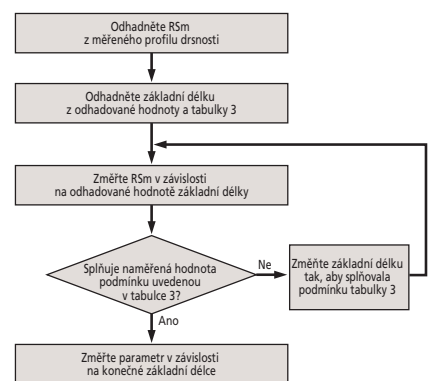 Odhadněte RSm
z měřeného profilu drsnosti
Odhadněte základní délku
z odhadované hodnoty a tabulky 3
Změřte RSm v závislosti
na odhadované hodnotě základní délky
Splňuje naměřená hodnota
podmínku uvedenou
v tabulce 3?
Ne
Změňte základní délku
tak, aby splňovala
podmínku tabulky 3
Ano
Změřte parametr v závislosti
na konečné základní délce